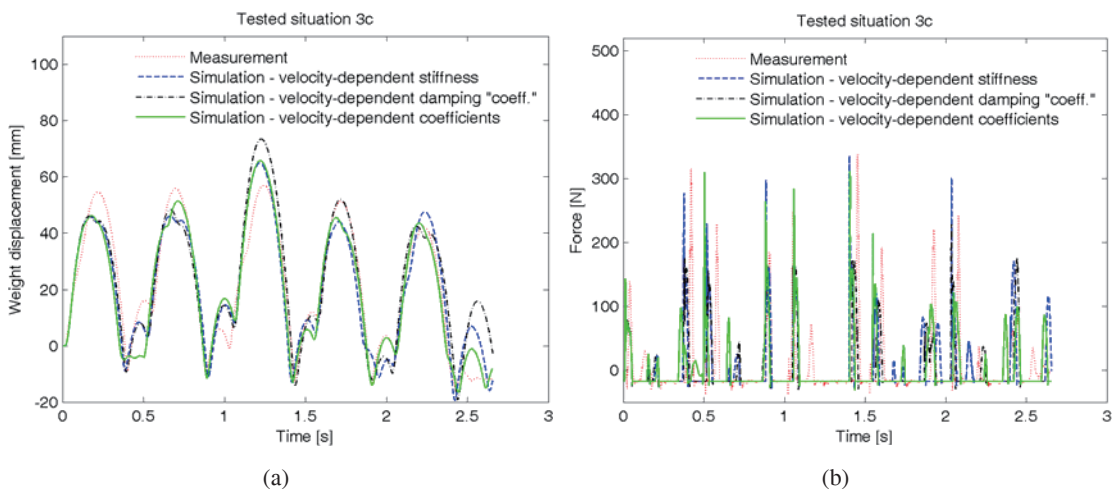 Tested situation 3c
Weight displacement [mm]
100
80
60
40
20
0
-20
Measurement
Simulation - velocity-dependent stiffness
Simulation - velocity-dependent damping "coeff."
Simulation - velocity-dependent coefficients
0 0.5 1 1.5 2 2.5 3
Time [s]
(a)
Tested situation 3c
Force [N]
500
400
300
200
100
0
Measurement
Simulation - velocity-dependent stiffness
Simulation - velocity-dependent damping "coeff."
Simulation - velocity-dependent coefficients
0 0.5 1 1.5 2 2.5 3
Time [s]
(b)